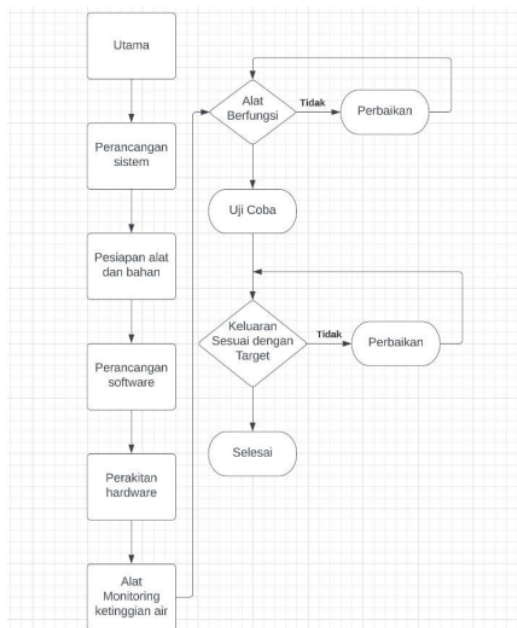 Utama
Perancangan
sistem
Pesiapan alat
dan bahan
Perancangan
software
Perakitan
hardware
Alat
Monitoring
ketinggian air
Alat
Berfungsi
Tidak
Perbaikan
Uji Coba
Keluaran
Sesuai dengan
Target
Tidak
Perbaikan
Selesai